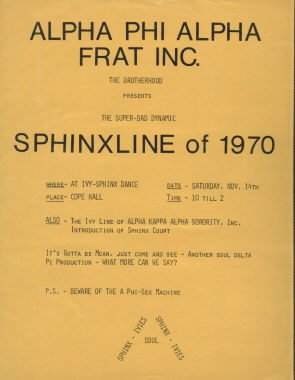 ALPHA PHI ALPHA
FRAT INC.
THE BROTHERHOOD
PRESENTS
THE SUPER-BAD DYNAMIC
SPHINXLINE of 1970
WHERE- AT IVY-SPHINX DANCE DATE - SATURDAY, NOV. 14TH
PLACE- COPE HALL TIME - 10 TILL 2
ALSO - THE IVY LINE OF ALPHA KAPPA ALPHA SORORITY, INC.
INTRODUCTION OF SPHINX COURT
IT'S GOTTA BE MEAN, JUST COME AND SEE - ANOTHER SOUL DELTA
PI PRODUCTION - WHAT MORE CAN WE SAY?
P.S. - BEWARE OF THE A PHI-SEX MACHINE
SPHINX - IVIES
SPHINX - IVIES
SOUL